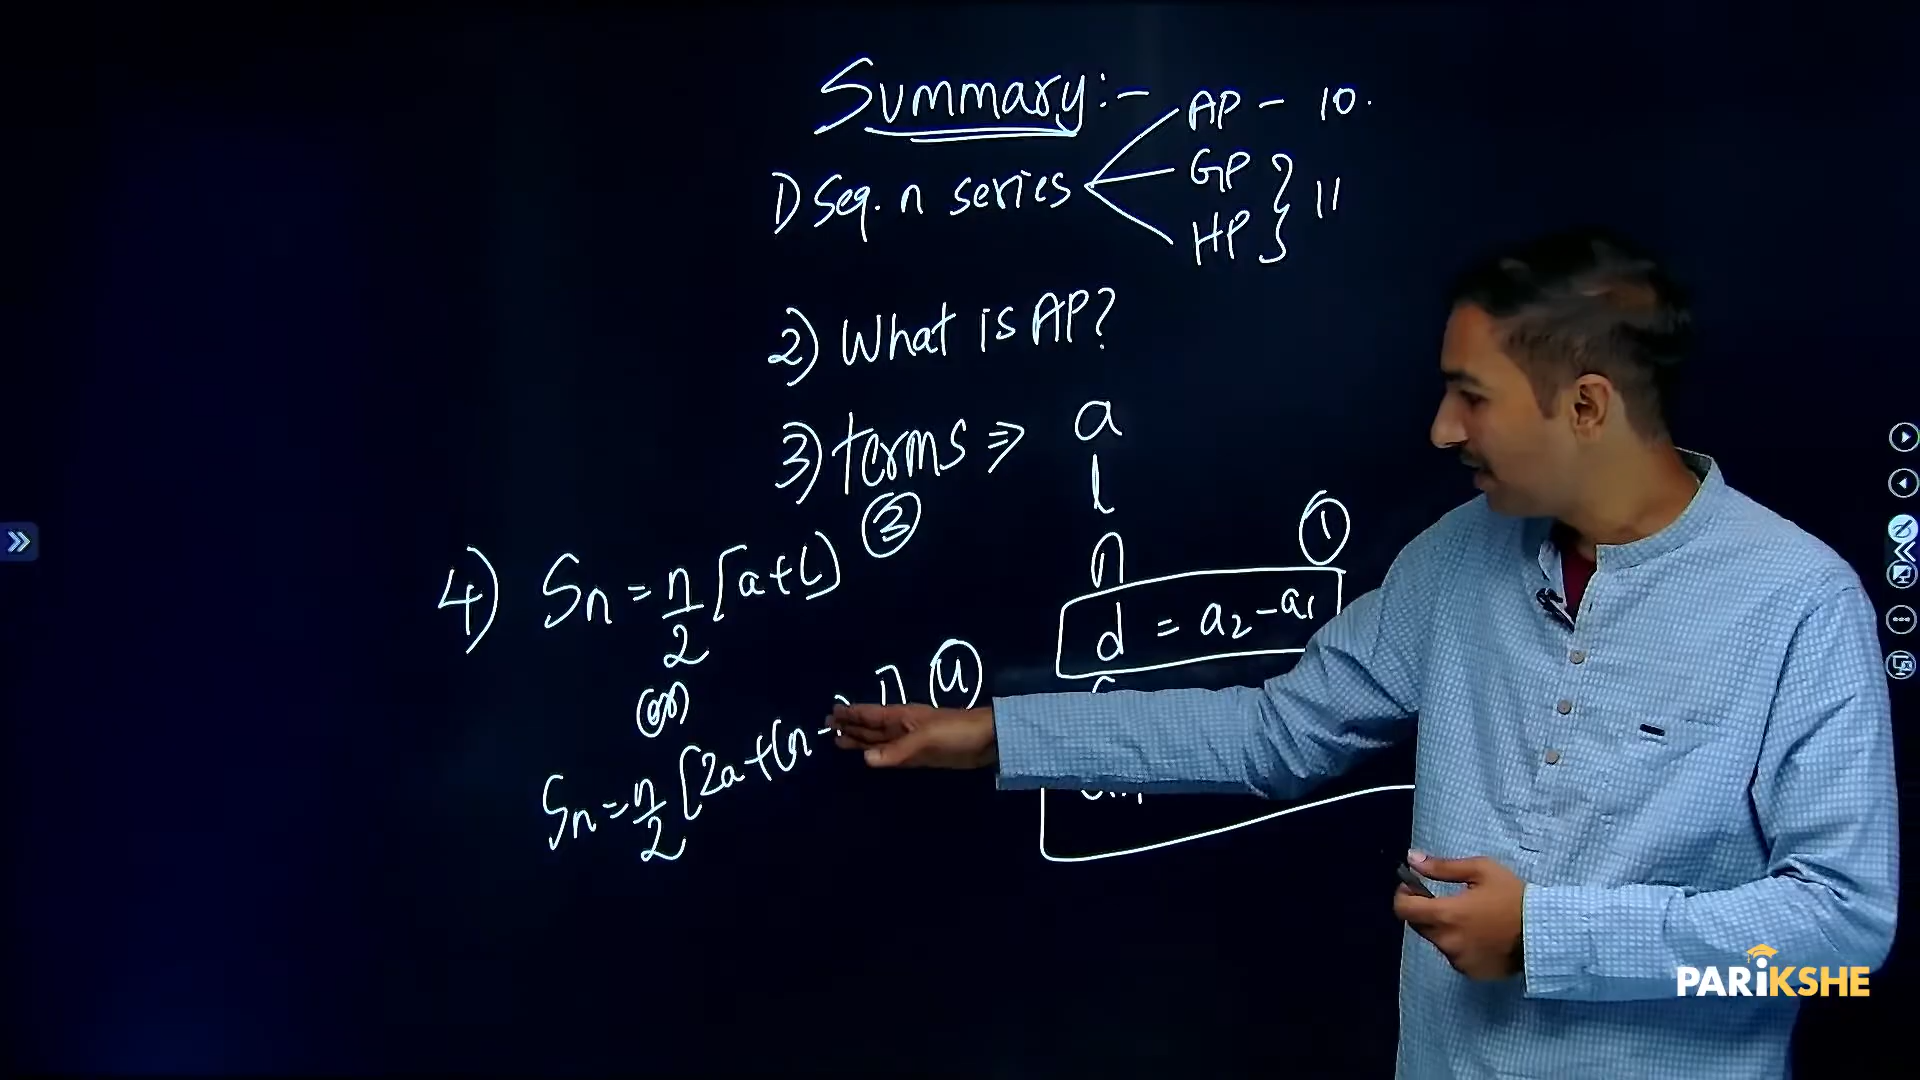 Summary:-
1) Seq. n series
AP - 10.
GP
HP } 11
2) What is AP?
3) terms ⇒ a
l
n
①
d = a₂ - a₁
4) Sn = n/2 [a+l] ③
(or)
Sn = n/2 [2a+(n- ④
PARIKSHE